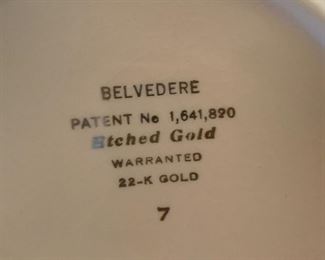 BELVEDERE
PATENT No 1,641,890
Etched Gold
WARRANTED
22-K GOLD
7